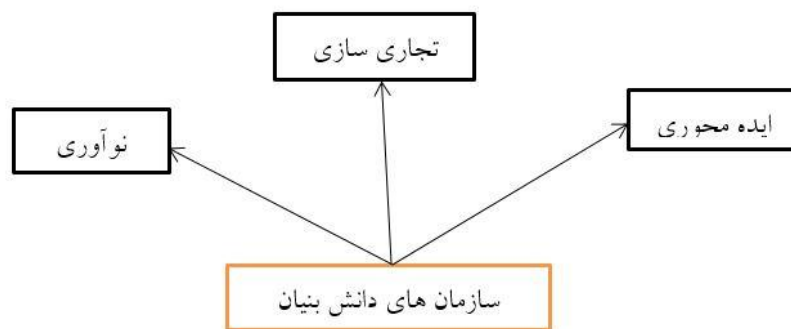 تجاری سازی
ایده محوری
نوآوری
سازمان های دانش بنیان